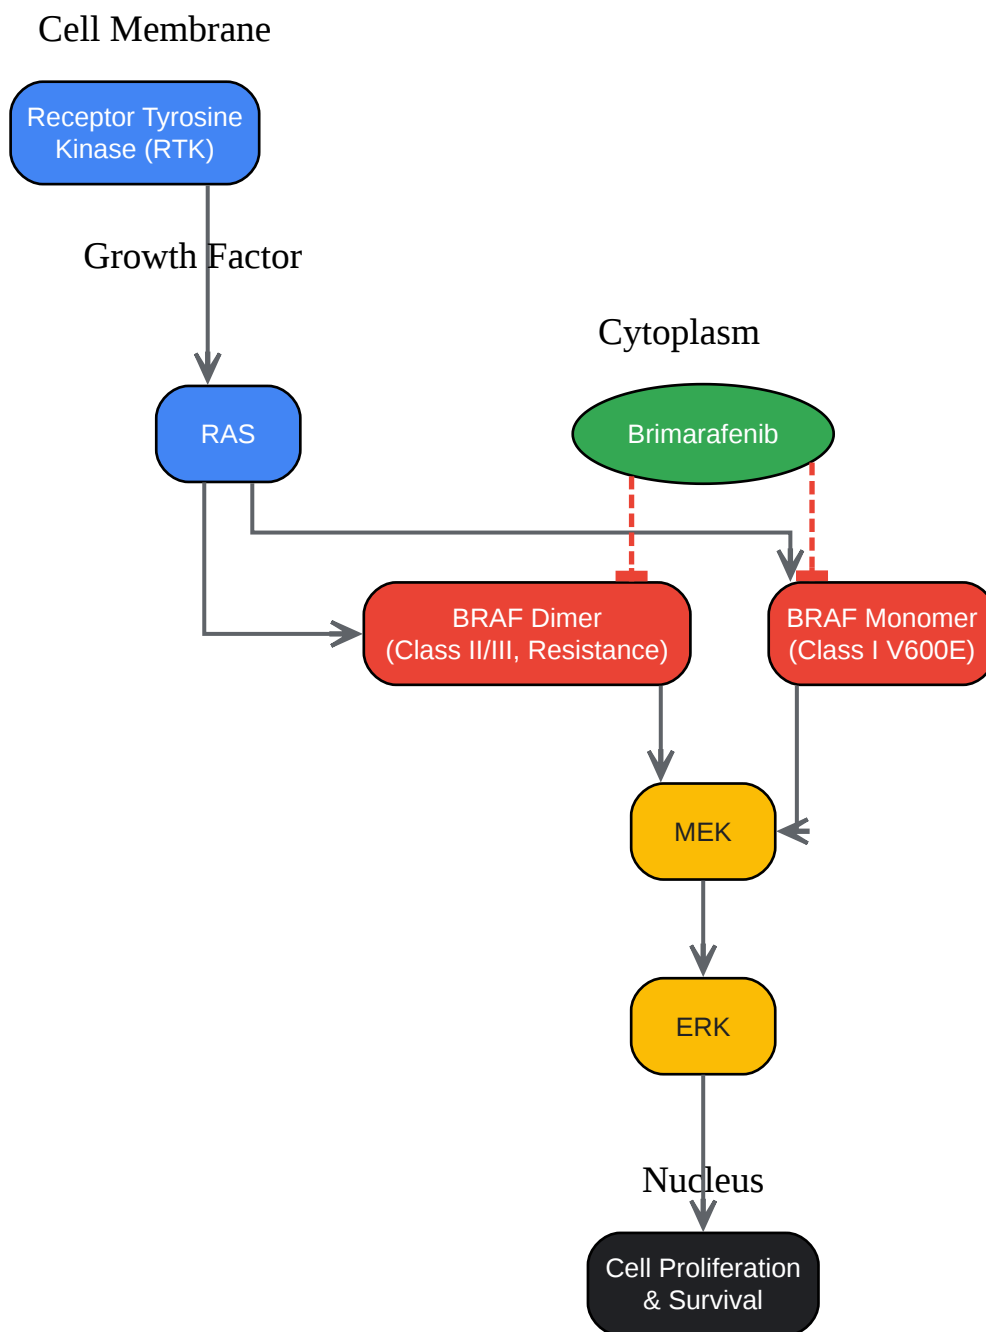 Cell Membrane
Receptor Tyrosine
Kinase (RTK)
Growth Factor
Cytoplasm
RAS
Brimarafenib
BRAF Dimer
(Class II/III, Resistance)
BRAF Monomer
(Class I V600E)
MEK
ERK
Nucleus
Cell Proliferation
& Survival